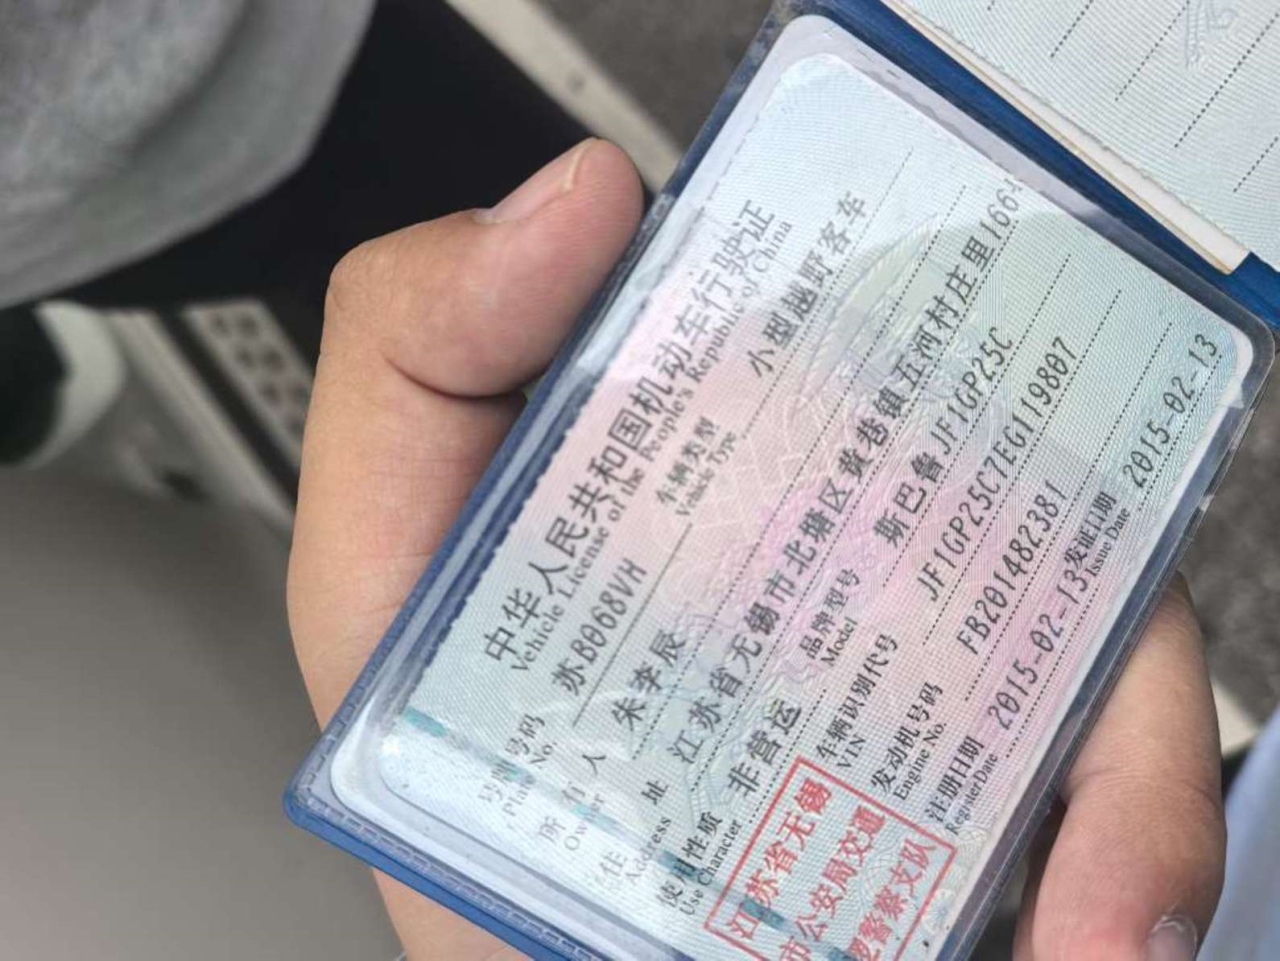 中华人民共和国机动车行驶证
Vehicle License of the People's Republic of China
号牌号码 苏B068VH 车辆类型 小型越野客车
Plate No. Vehicle Type
所有人 朱李辰
Owner
住址 江苏省无锡市北塘区黄巷镇五河村庄里166
Address
使用性质 非营运 品牌型号 斯巴鲁JF1GP25C
Use Character Model
车辆识别代号 JF1GP25C7EG119807
VIN
发动机号码 FB20148238
Engine No.
注册日期 2015-02-13 发证日期 2015-02-13
RegisterDate Issue Date
江苏省无锡
市公安局交通
警察支队